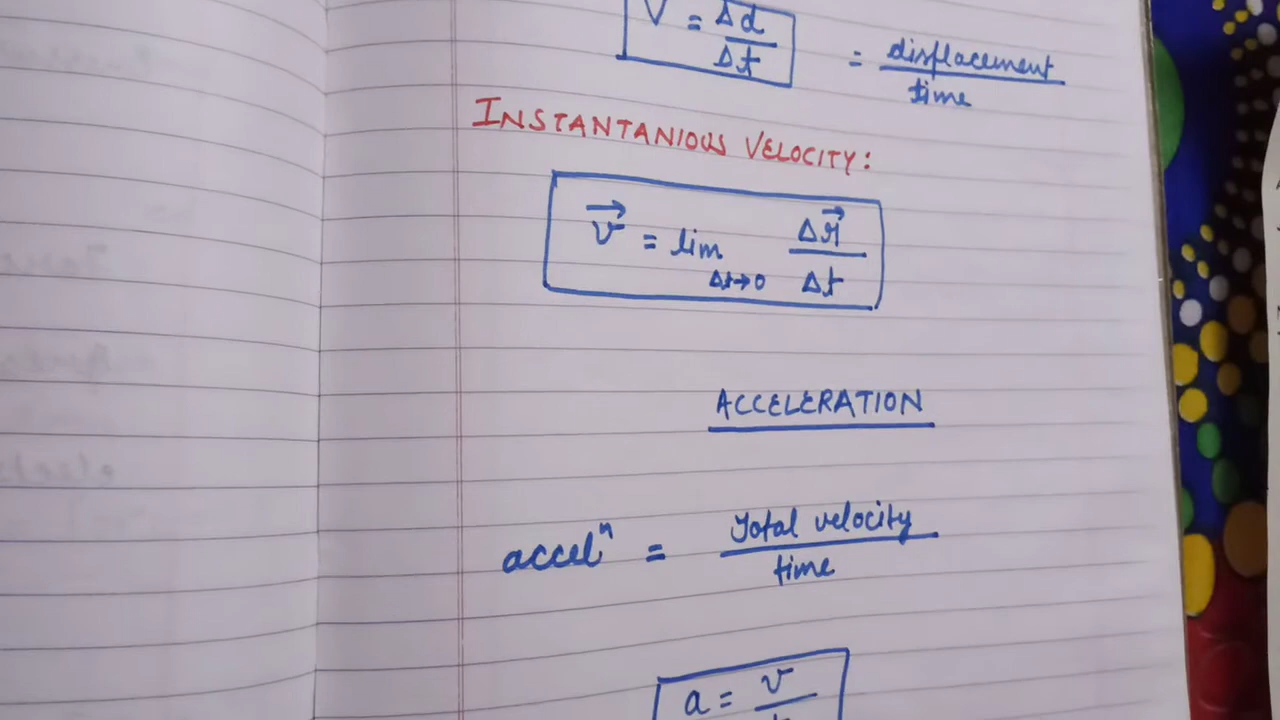 V = Δd/Δt = displacement/time
INSTANTANIOUS VELOCITY:
v⃗ = lim Δt→0 Δr⃗/Δt
ACCELERATION
accelⁿ = Total velocity/time
a = v/t